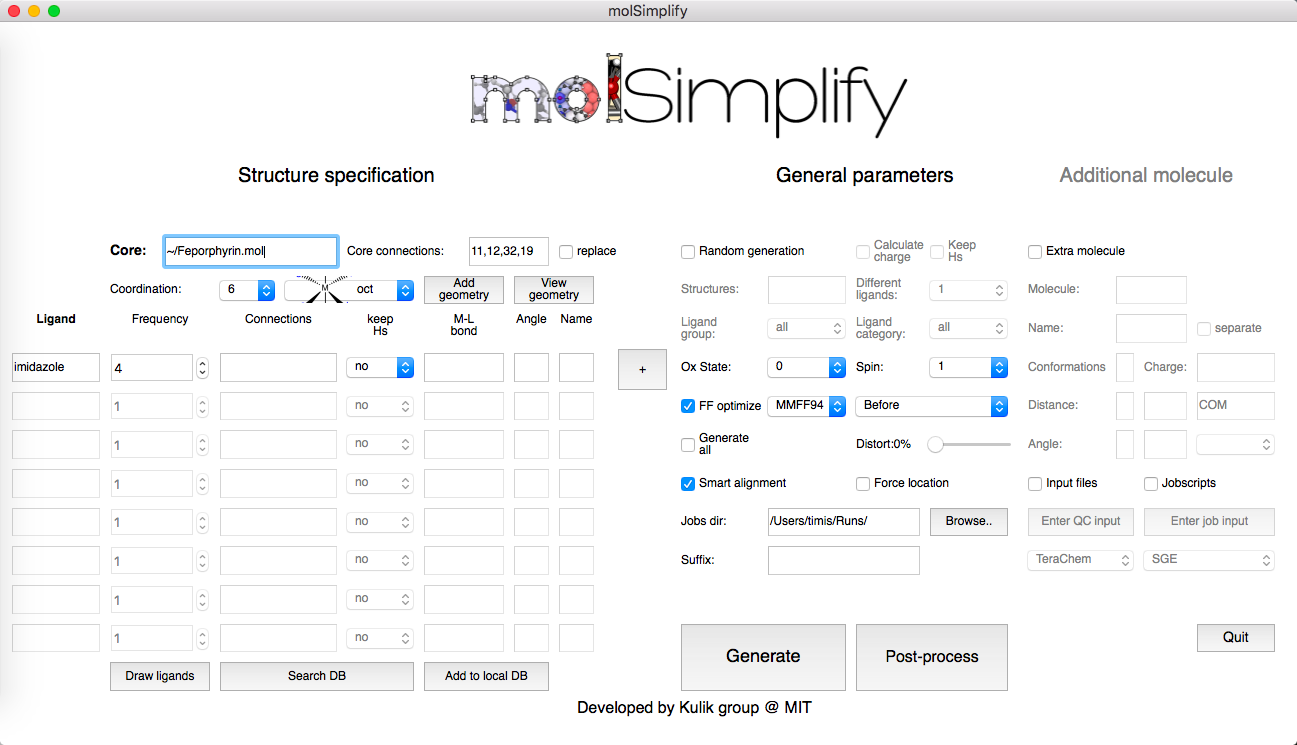 molSimplify
molSimplify
Structure specification
General parameters
Additional molecule
Core:
~/Feporphyrin.mol
Core connections:
11,12,32,19
replace
Coordination:
6
M
oct
Add
geometry
View
geometry
Ligand
Frequency
Connections
keep
Hs
M-L
bond
Angle
Name
imidazole
4
no
+
1
no
1
no
1
no
1
no
1
no
1
no
1
no
Draw ligands
Search DB
Add to local DB
Random generation
Calculate
charge
Keep
Hs
Structures:
Different
ligands:
1
Ligand
group:
all
Ligand
category:
all
Ox State:
0
Spin:
1
FF optimize
MMFF94
Before
Generate
all
Distort:0%
Smart alignment
Force location
Jobs dir:
/Users/timis/Runs/
Browse..
Suffix:
Generate
Post-process
Extra molecule
Molecule:
Name:
separate
Conformations
Charge:
Distance:
COM
Angle:
Input files
Jobscripts
Enter QC input
Enter job input
TeraChem
SGE
Quit
Developed by Kulik group @ MIT